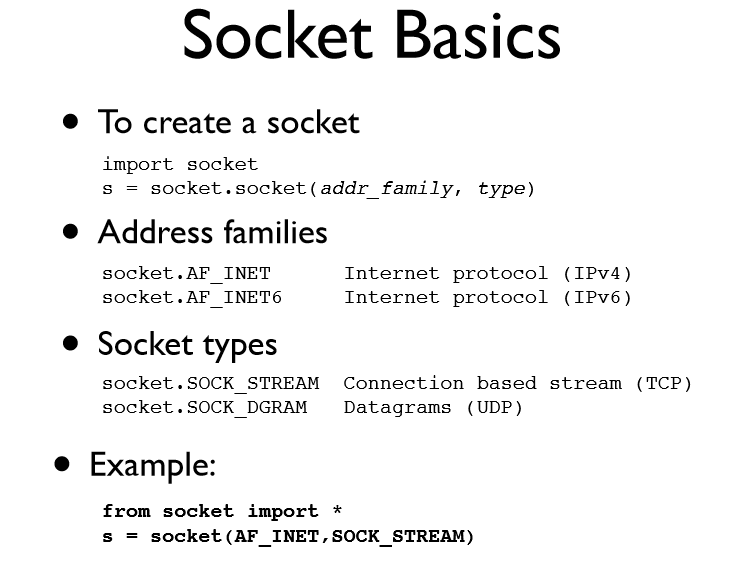 Socket Basics
• To create a socket
import socket
s = socket.socket(addr_family, type)
• Address families
socket.AF_INET Internet protocol (IPv4)
socket.AF_INET6 Internet protocol (IPv6)
• Socket types
socket.SOCK_STREAM Connection based stream (TCP)
socket.SOCK_DGRAM Datagrams (UDP)
• Example:
from socket import *
s = socket(AF_INET,SOCK_STREAM)